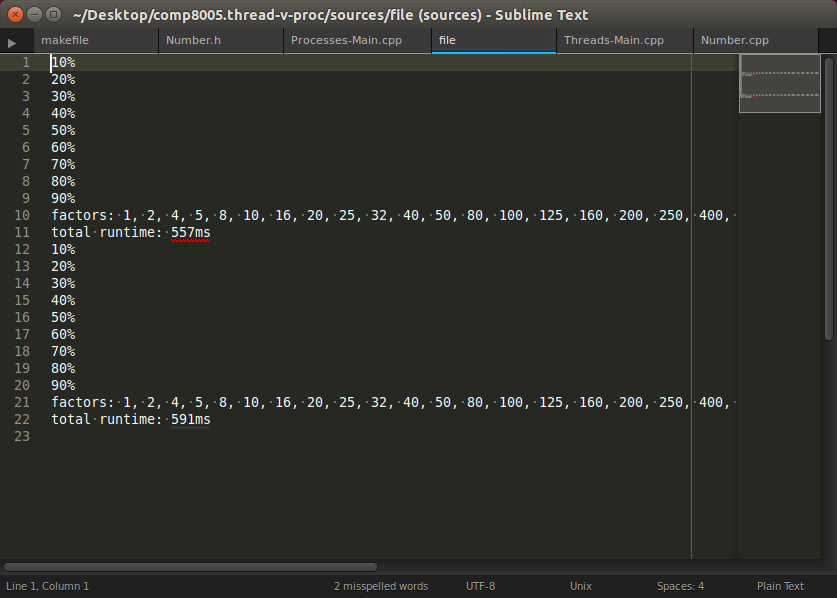 ~/Desktop/comp8005.thread-v-proc/sources/file (sources) - Sublime Text
makefile Number.h Processes-Main.cpp file Threads-Main.cpp Number.cpp
1 10%
2 20%
3 30%
4 40%
5 50%
6 60%
7 70%
8 80%
9 90%
10 factors: 1, 2, 4, 5, 8, 10, 16, 20, 25, 32, 40, 50, 80, 100, 125, 160, 200, 250, 400,
11 total runtime: 557ms
12 10%
13 20%
14 30%
15 40%
16 50%
17 60%
18 70%
19 80%
20 90%
21 factors: 1, 2, 4, 5, 8, 10, 16, 20, 25, 32, 40, 50, 80, 100, 125, 160, 200, 250, 400,
22 total runtime: 591ms
23
Line 1, Column 1 2 misspelled words UTF-8 Unix Spaces: 4 Plain Text